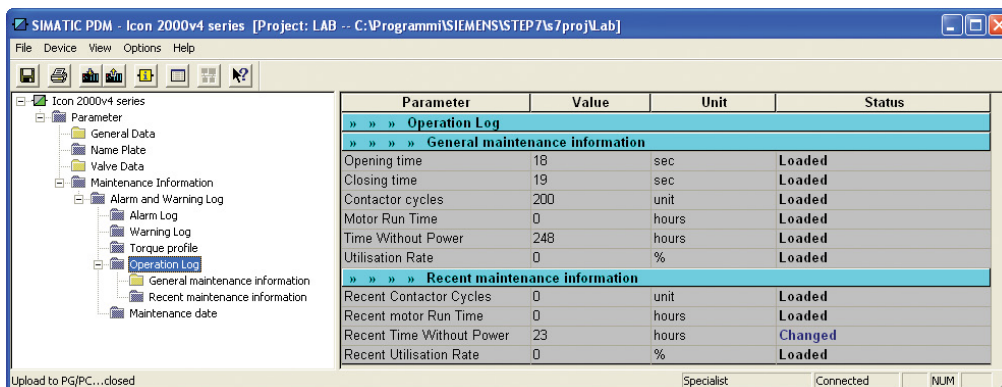 SIMATIC PDM - Icon 2000v4 series [Project: LAB -- C:\Programmi\SIEMENS\STEP7\s7proj\Lab]
File Device View Options Help
Icon 2000v4 series
Parameter
General Data
Name Plate
Valve Data
Maintenance Information
Alarm and Warning Log
Alarm Log
Warning Log
Torque profile
Operation Log
General maintenance information
Recent maintenance information
Maintenance date
Parameter Value Unit Status
» » » Operation Log
» » » » General maintenance information
Opening time 18 sec Loaded
Closing time 19 sec Loaded
Contactor cycles 200 unit Loaded
Motor Run Time 0 hours Loaded
Time Without Power 248 hours Loaded
Utilisation Rate 0 % Loaded
» » » » Recent maintenance information
Recent Contactor Cycles 0 unit Loaded
Recent motor Run Time 0 hours Loaded
Recent Time Without Power 23 hours Changed
Recent Utilisation Rate 0 % Loaded
Upload to PG/PC...closed Specialist Connected NUM